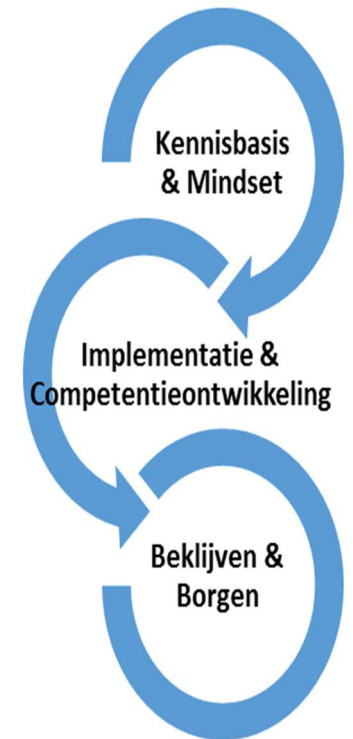 Kennisbasis
& Mindset
Implementatie &
Competentieontwikkeling
Beklijven &
Borgen